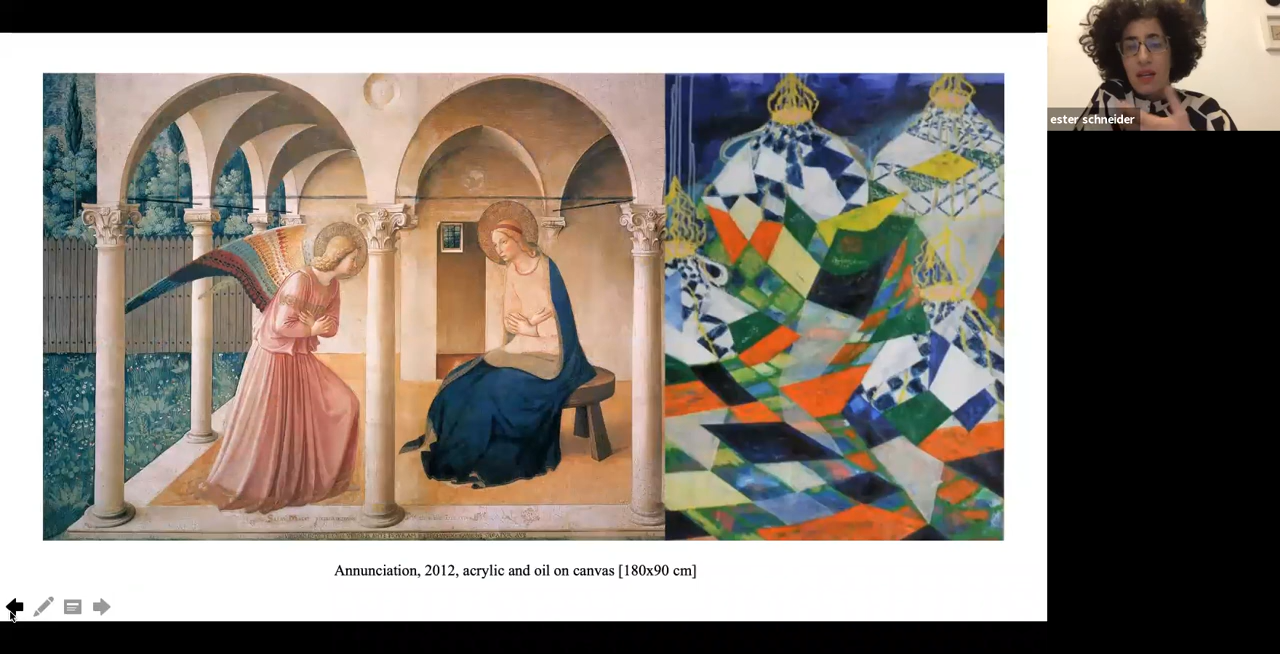 ester schneider
Annunciation, 2012, acrylic and oil on canvas [180x90 cm]